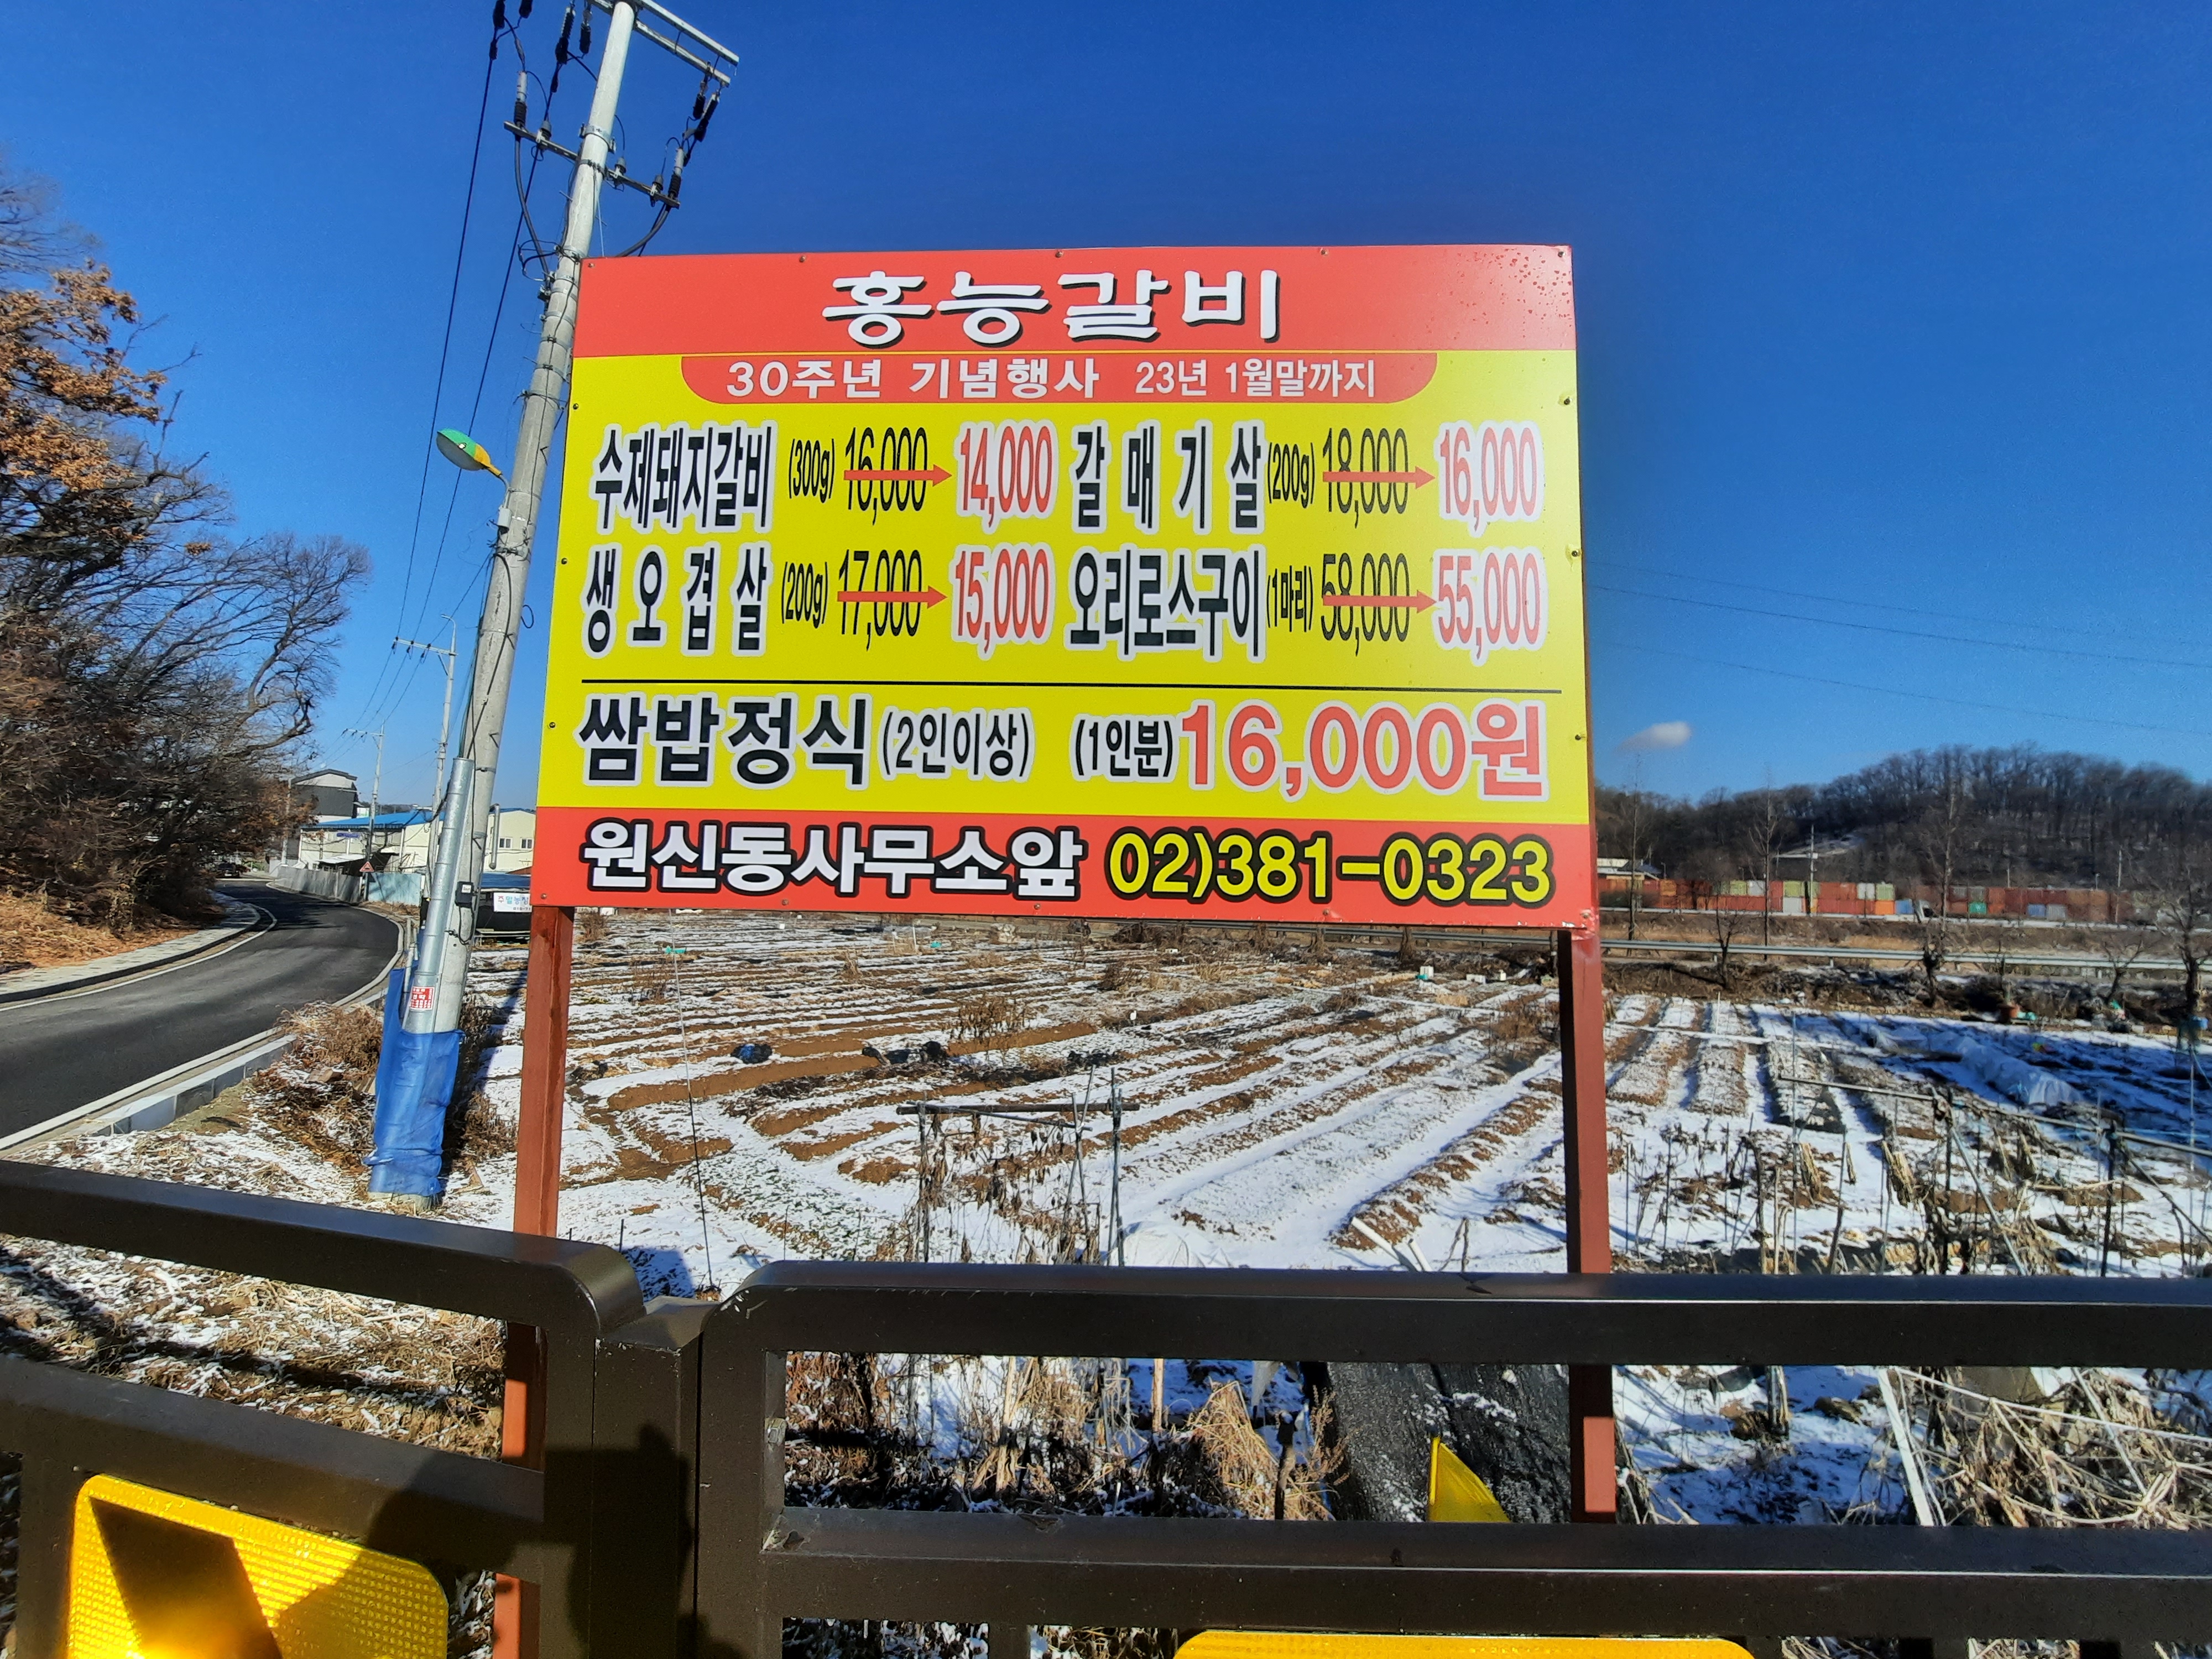 홍능갈비
30주년 기념행사 23년 1월말까지
수제돼지갈비 (300g) 16,000 → 14,000 갈매기살 (200g) 18,000 → 16,000
생오겹살 (200g) 17,000 → 15,000 오리로스구이 (1마리) 58,000 → 55,000
쌈밥정식 (2인이상) (1인분) 16,000원
원신동사무소앞 02)381-0323